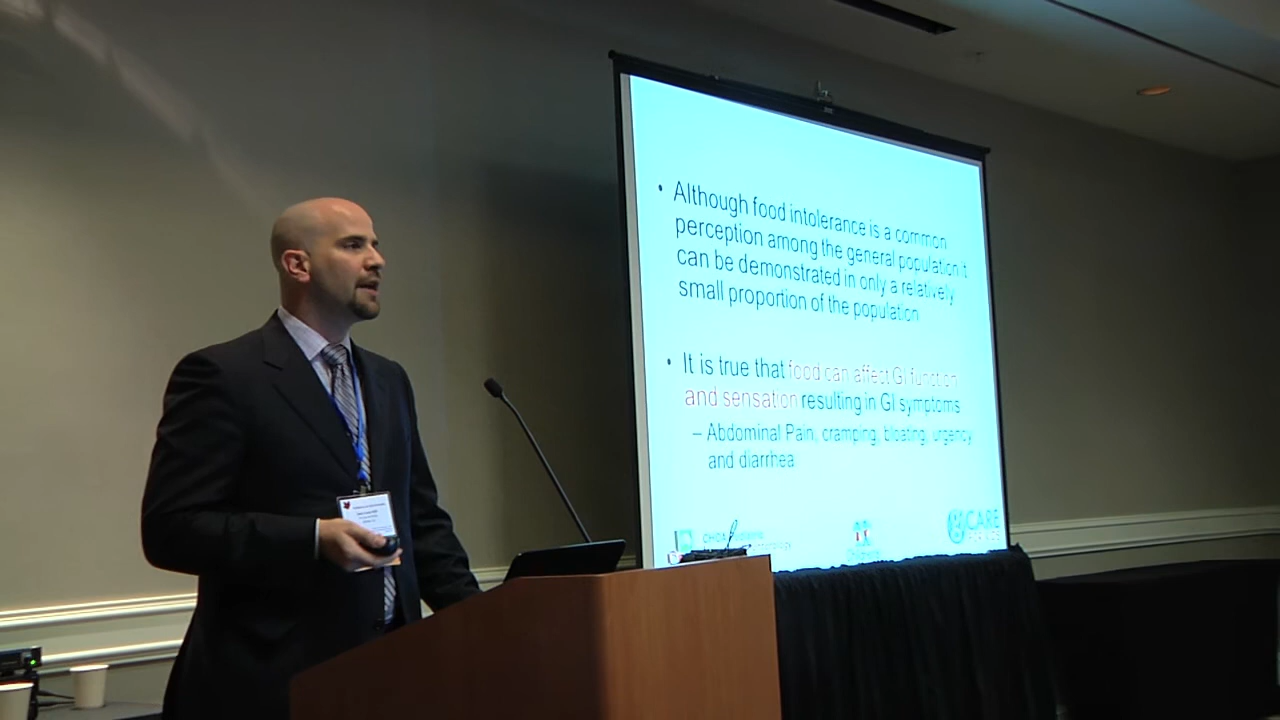 • Although food intolerance is a common
perception among the general population it
can be demonstrated in only a relatively
small proportion of the population
• It is true that food can affect GI function
and sensation resulting in GI symptoms
– Abdominal Pain, cramping, bloating, urgency
and diarrhea
CARE